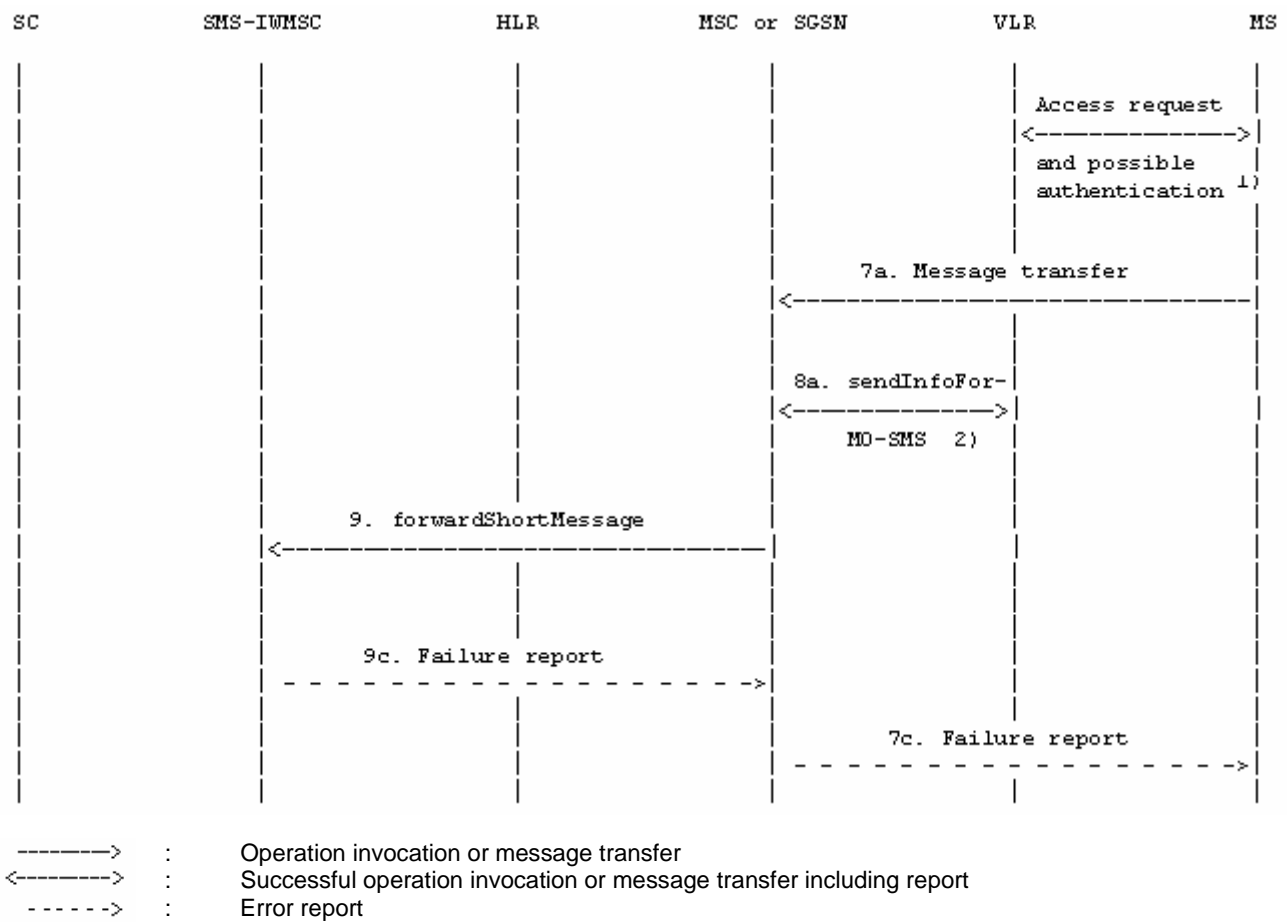 SC SMS-IWMSC HLR MSC or SGSN VLR MS
Access request
and possible
authentication 1)
7a. Message transfer
8a. sendInfoFor-
MO-SMS 2)
9. forwardShortMessage
9c. Failure report
7c. Failure report
: Operation invocation or message transfer
: Successful operation invocation or message transfer including report
: Error report